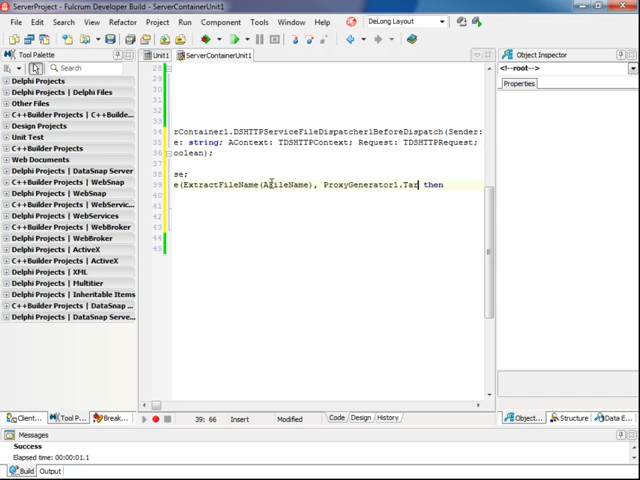 ServerProject - Fulcrum Developer Build - ServerContainerUnit1
File Edit Search View Refactor Project Run Component Tools Window Help DeLong Layout
Tool Palette
Search
Delphi Projects
Delphi Projects | Delphi Files
Other Files
C++Builder Projects | C++Builde...
Design Projects
Unit Test
C++Builder Projects
Web Documents
Delphi Projects | DataSnap Server
C++Builder Projects | WebSnap
Delphi Projects | WebSnap
Delphi Projects | WebServices
C++Builder Projects | WebBroker
Delphi Projects | WebBroker
Delphi Projects | ActiveX
C++Builder Projects | ActiveX
Delphi Projects | XML
Delphi Projects | Multitier
Delphi Projects | Inheritable Items
C++Builder Projects | DataSnap ...
Delphi Projects | DataSnap Serve...
Client... Tool P... Break...
Unit1 ServerContainerUnit1
28
29
30
31
32
33
34 rContainer1.DSHTTPServiceFileDispatcher1BeforeDispatch(Sender:
35 e: string; AContext: TDSHTTPContext; Request: TDSHTTPRequest;
36 oolean);
37
38 se;
39 e(ExtractFileName(AFileName), ProxyGenerator1.Tar then
40
41
42
43
44
45
39: 66 Insert Modified Code Design History
Object Inspector
<!--root-->
Properties
Object... Structure Data E...
Messages
Success
Elapsed time: 00:00:01.1
Build Output